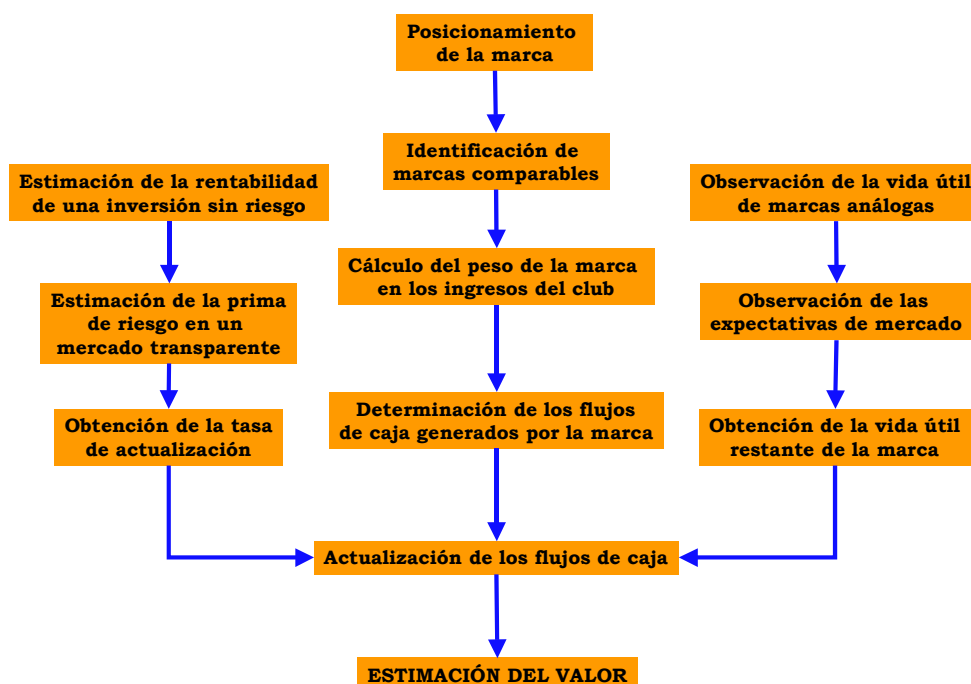 Posicionamiento
de la marca
Identificación de
marcas comparables
Estimación de la rentabilidad
de una inversión sin riesgo
Observación de la vida útil
de marcas análogas
Cálculo del peso de la marca
en los ingresos del club
Estimación de la prima
de riesgo en un
mercado transparente
Observación de las
expectativas de mercado
Determinación de los flujos
de caja generados por la marca
Obtención de la tasa
de actualización
Obtención de la vida útil
restante de la marca
Actualización de los flujos de caja
ESTIMACIÓN DEL VALOR